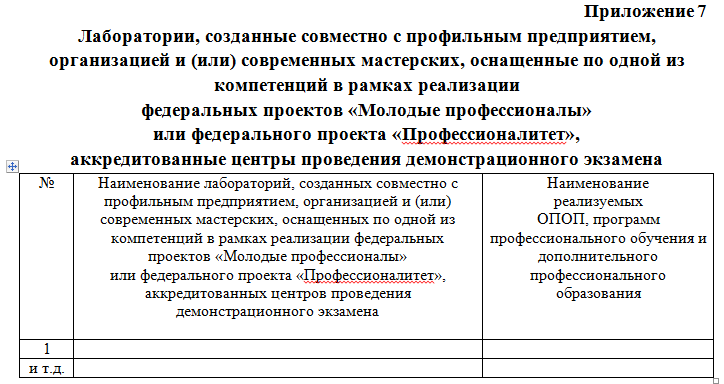 Приложение 7
Лаборатории, созданные совместно с профильным предприятием,
организацией и (или) современных мастерских, оснащенные по одной из
компетенций в рамках реализации
федеральных проектов «Молодые профессионалы»
или федерального проекта «Профессионалитет»,
аккредитованные центры проведения демонстрационного экзамена
№
Наименование лабораторий, созданных совместно с
профильным предприятием, организацией и (или)
современных мастерских, оснащенных по одной из
компетенций в рамках реализации федеральных
проектов «Молодые профессионалы»
или федерального проекта «Профессионалитет»,
аккредитованных центров проведения
демонстрационного экзамена
Наименование
реализуемых
ОПОП, программ
профессионального обучения и
дополнительного
профессионального
образования
1
и т.д.